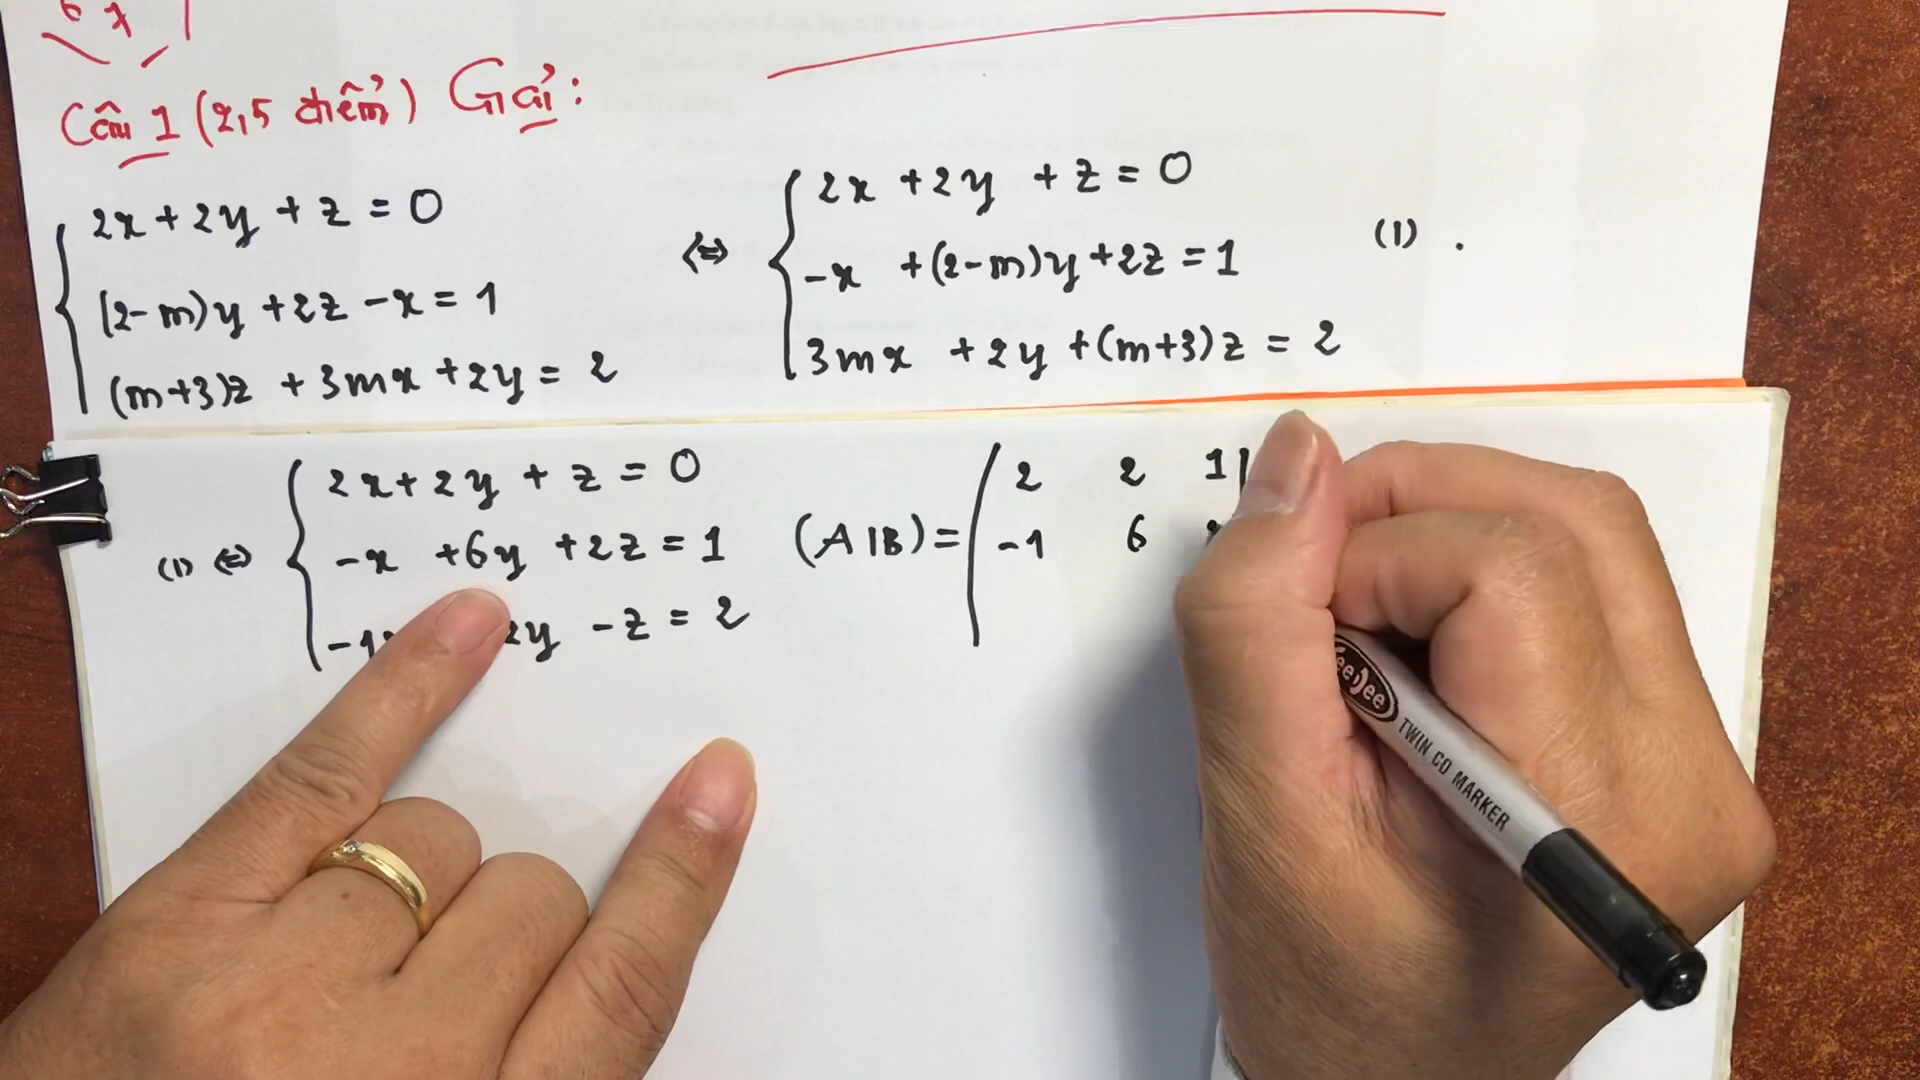 Câu 1 (2,5 điểm) Giải:
2x + 2y + z = 0
(2-m)y + 2z - x = 1
(m+3)z + 3mx + 2y = 2
⇔
2x + 2y + z = 0
-x + (2-m)y + 2z = 1
3mx + 2y + (m+3)z = 2
(1) .
(1) ⇔
2x + 2y + z = 0
-x + 6y + 2z = 1
2y - z = 2
(A|B) =
2 2 1
-1 6
TWIN CO MARKER